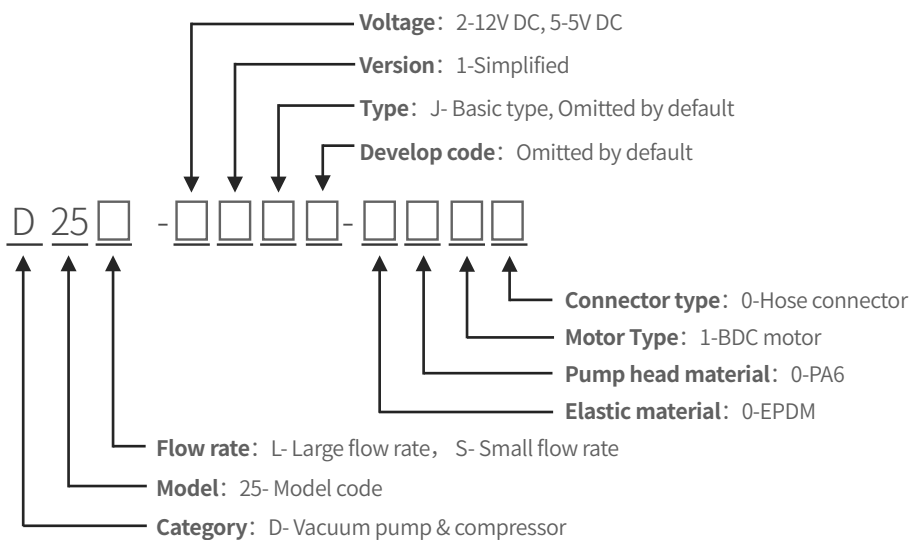 Voltage：2-12V DC, 5-5V DC
Version：1-Simplified
Type：J- Basic type, Omitted by default
Develop code：Omitted by default
D 25 □ -□□□□-□□□□
Connector type：0-Hose connector
Motor Type：1-BDC motor
Pump head material：0-PA6
Elastic material：0-EPDM
Flow rate：L- Large flow rate， S- Small flow rate
Model：25- Model code
Category：D- Vacuum pump & compressor